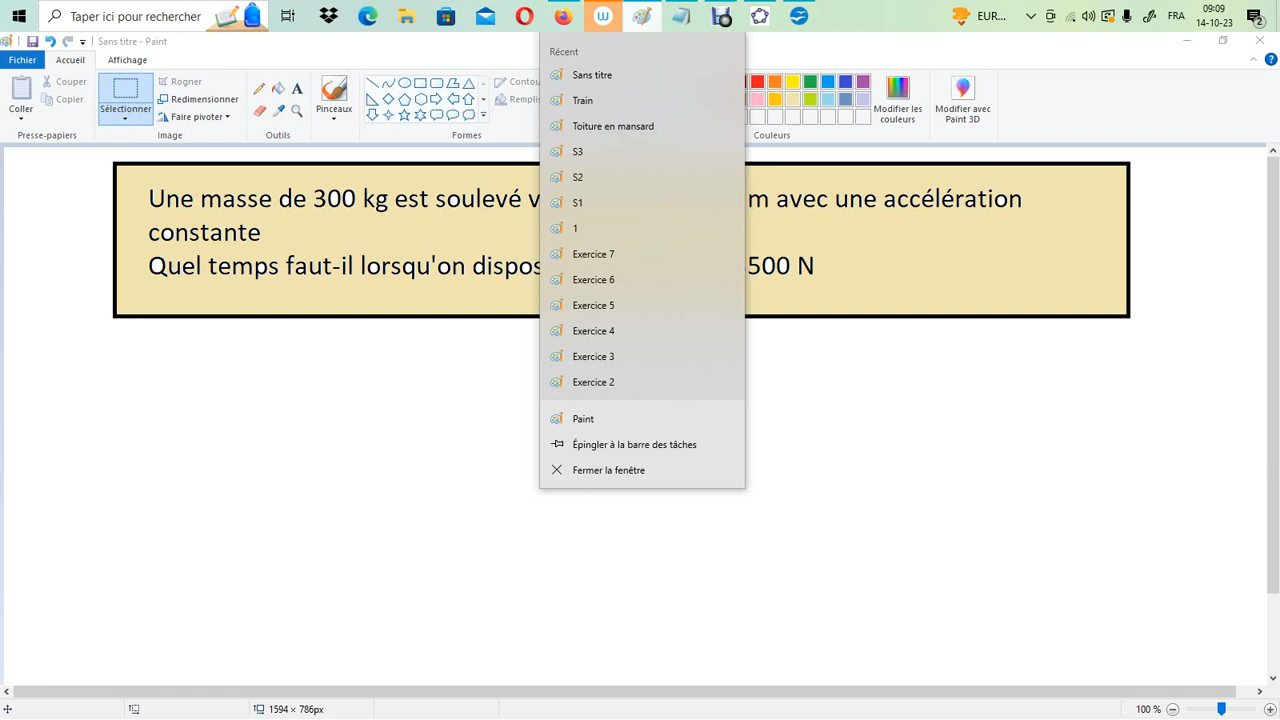 Taper ici pour rechercher
EUR...
FRA
09:09
14-10-23
2
Sans titre - Paint
Fichier
Accueil
Affichage
Coller
Couper
Copier
Presse-papiers
Sélectionner
Rogner
Redimensionner
Faire pivoter
Image
A
Outils
Pinceaux
Formes
Contou
Remplis
Modifier les
couleurs
Couleurs
Modifier avec
Paint 3D
Une masse de 300 kg est soulevé v m avec une accélération
constante
Quel temps faut-il lorsqu'on dispos 500 N
Récent
Sans titre
Train
Toiture en mansard
S3
S2
S1
1
Exercice 7
Exercice 6
Exercice 5
Exercice 4
Exercice 3
Exercice 2
Paint
Épingler à la barre des tâches
Fermer la fenêtre
1594 × 786px
100 %